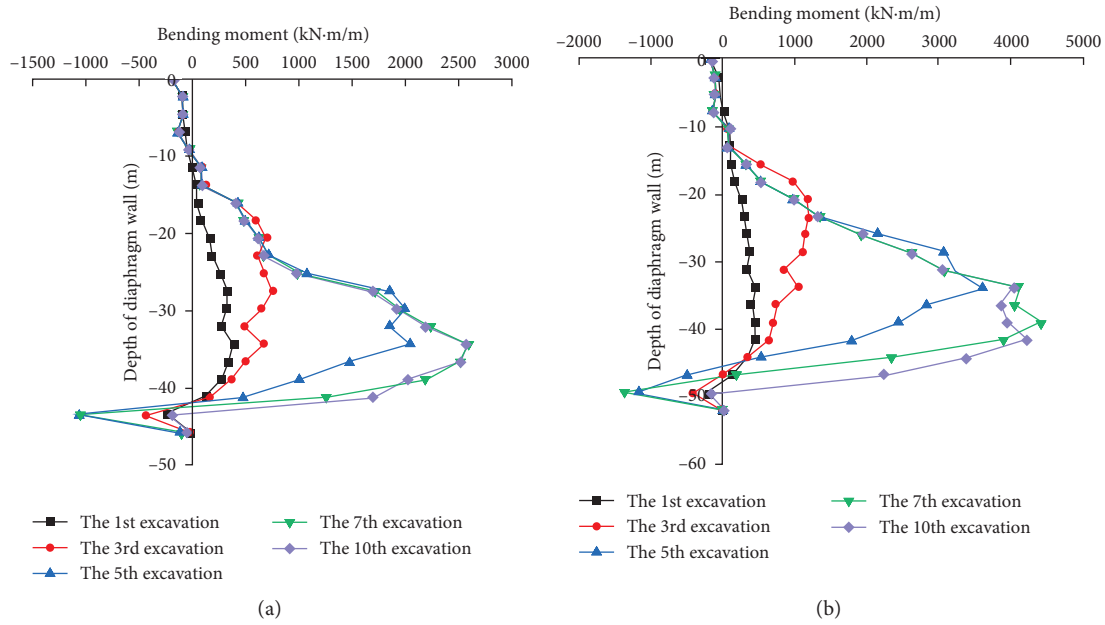 Bending moment (kN·m/m)
−1500 −1000 −500 0 500 1000 1500 2000 2500 3000
−10
−20
−30
−40
−50
Depth of diaphragm wall (m)
The 1st excavation
The 3rd excavation
The 5th excavation
The 7th excavation
The 10th excavation
(a)
Bending moment (kN·m/m)
−2000 −1000 0 1000 2000 3000 4000 5000
0
−10
−20
−30
−40
−50
−60
Depth of diaphragm wall (m)
The 1st excavation
The 3rd excavation
The 5th excavation
The 7th excavation
The 10th excavation
(b)